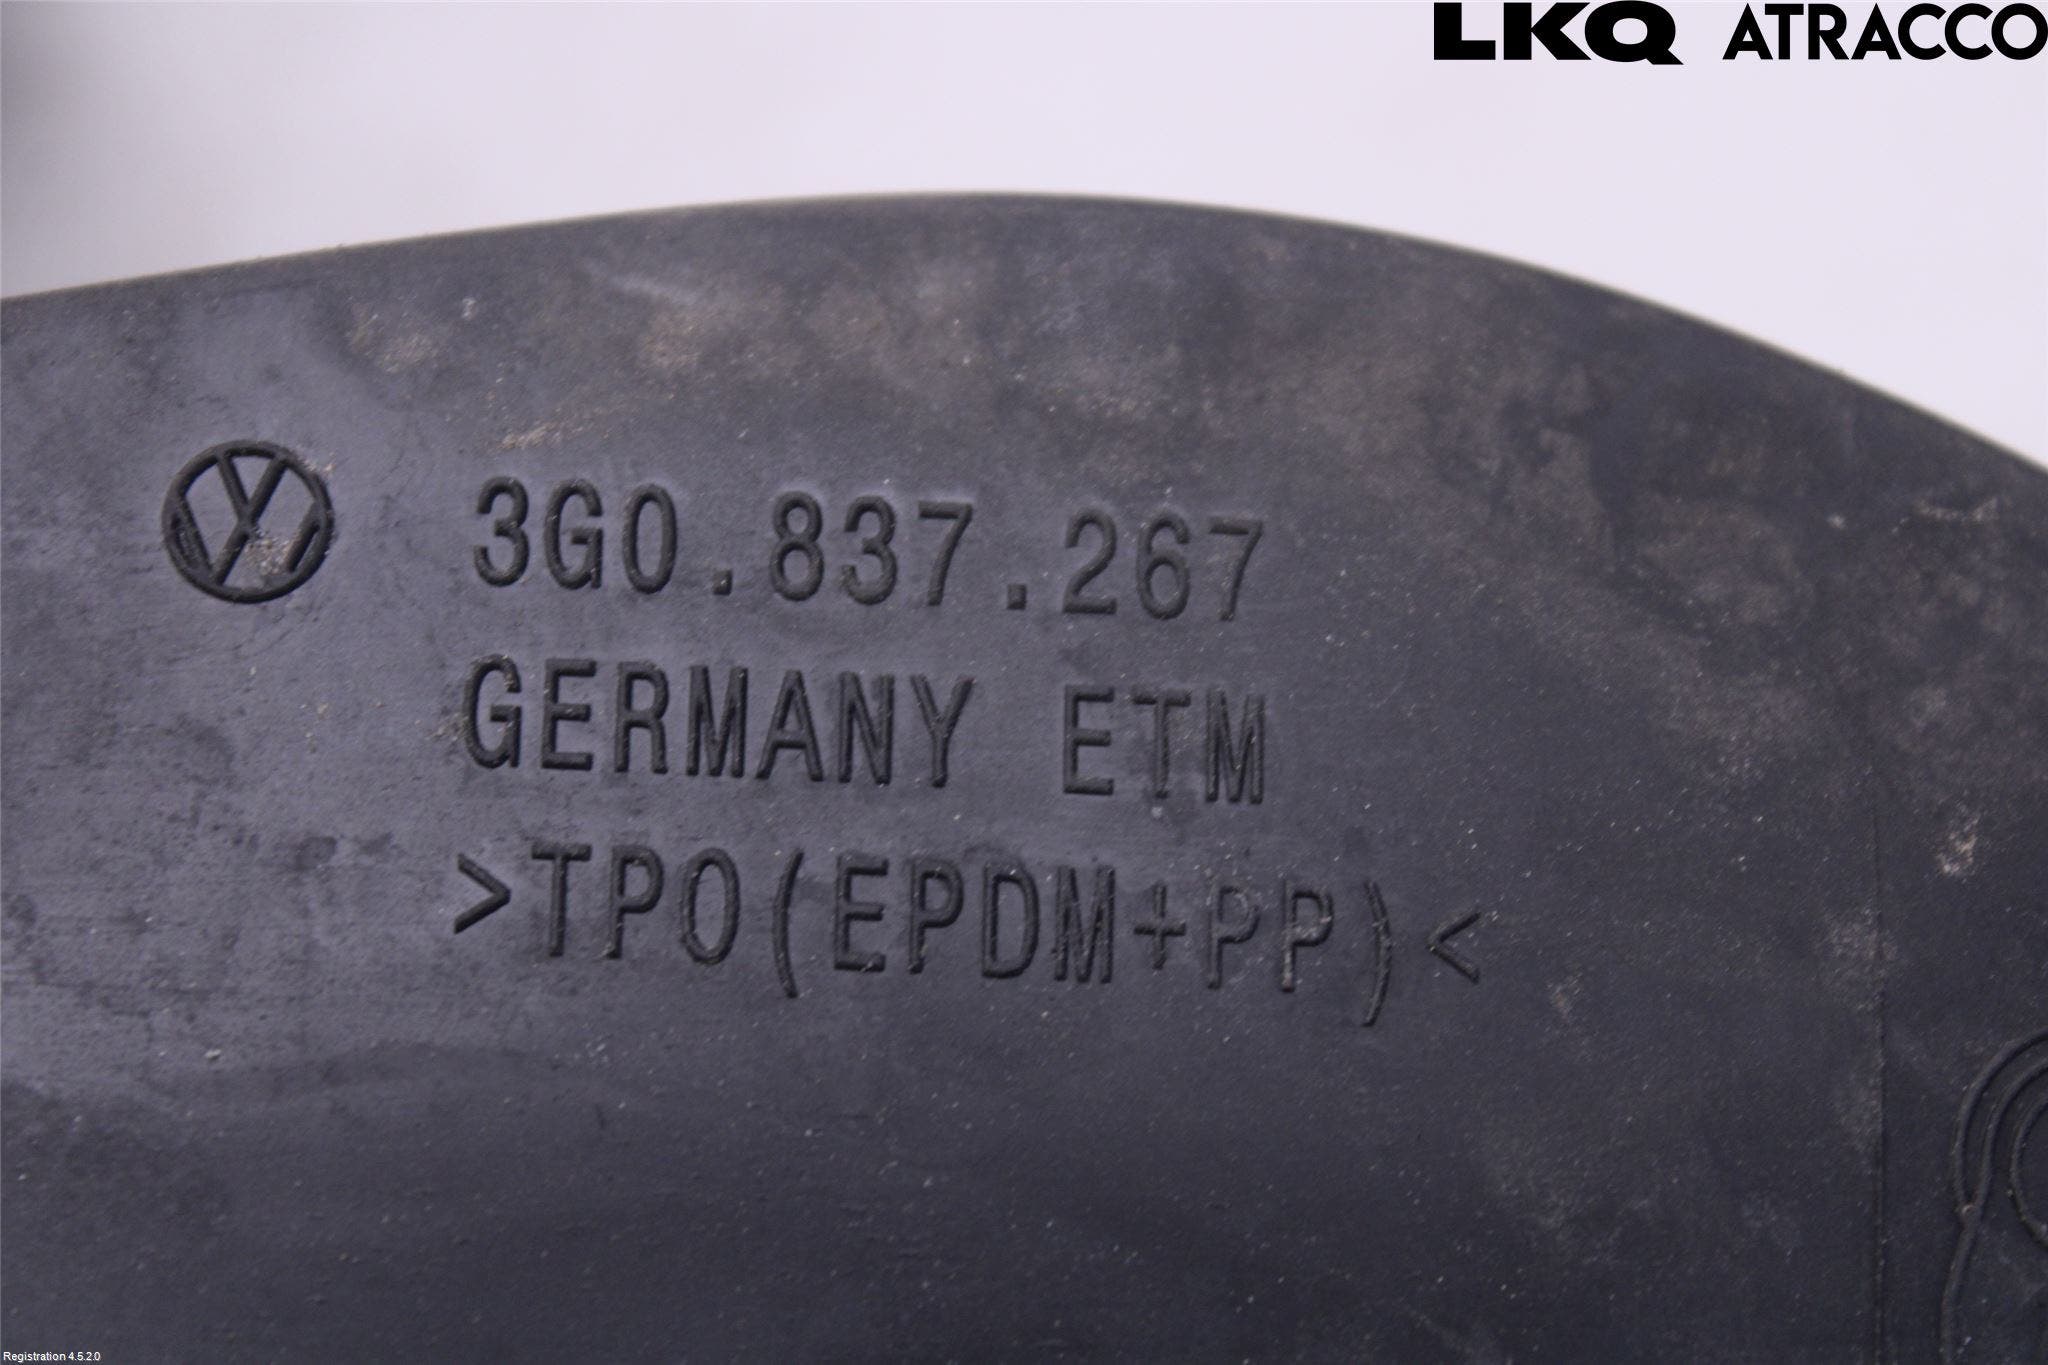 LKQ ATRACCO
3G0.837.267
GERMANY ETM
>TPO(EPDM+PP)<
Registration 4.5.2.0